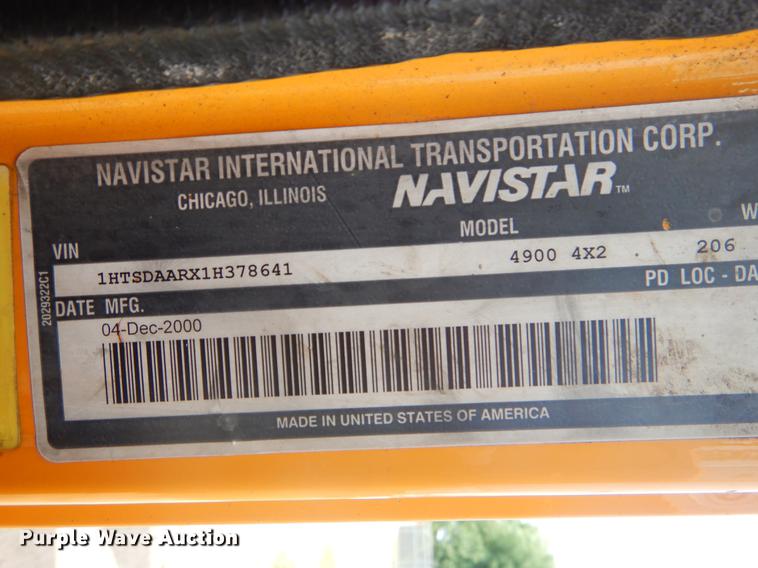 NAVISTAR INTERNATIONAL TRANSPORTATION CORP.
CHICAGO, ILLINOIS NAVISTAR™
VIN MODEL W
1HTSDAARX1H378641 4900 4X2 206
PD LOC - DA
DATE MFG.
04-Dec-2000
MADE IN UNITED STATES OF AMERICA
2029322C1
Purple Wave Auction